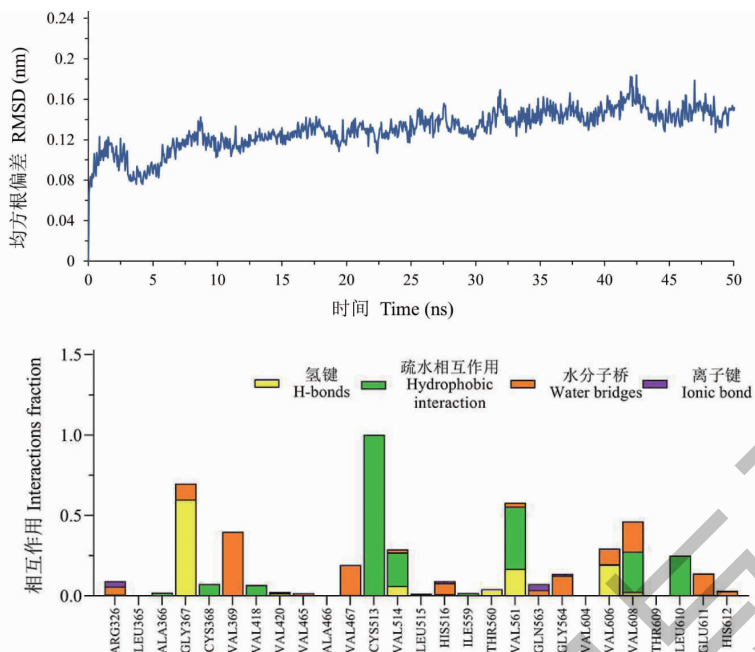 0.24
0.2
0.16
0.12
0.08
0.04
0
均方根偏差 RMSD (nm)
0 5 10 15 20 25 30 35 40 45 50
时间 Time (ns)
1.5
1.0
0.5
0.0
相互作用 Interactions fraction
氢键
H-bonds
疏水相互作用
Hydrophobic
interaction
水分子桥
Water bridges
离子键
Ionic bond
ARG326
LEU365
ALA366
GLY367
CYS368
VAL369
VAL418
VAL420
VAL465
ALA466
VAL467
CYS513
VAL514
LEU515
HIS516
ILE559
THR560
VAL561
GLN563
GLY564
VAL604
VAL606
VAL608
THR609
LEU610
GLU611
HIS612